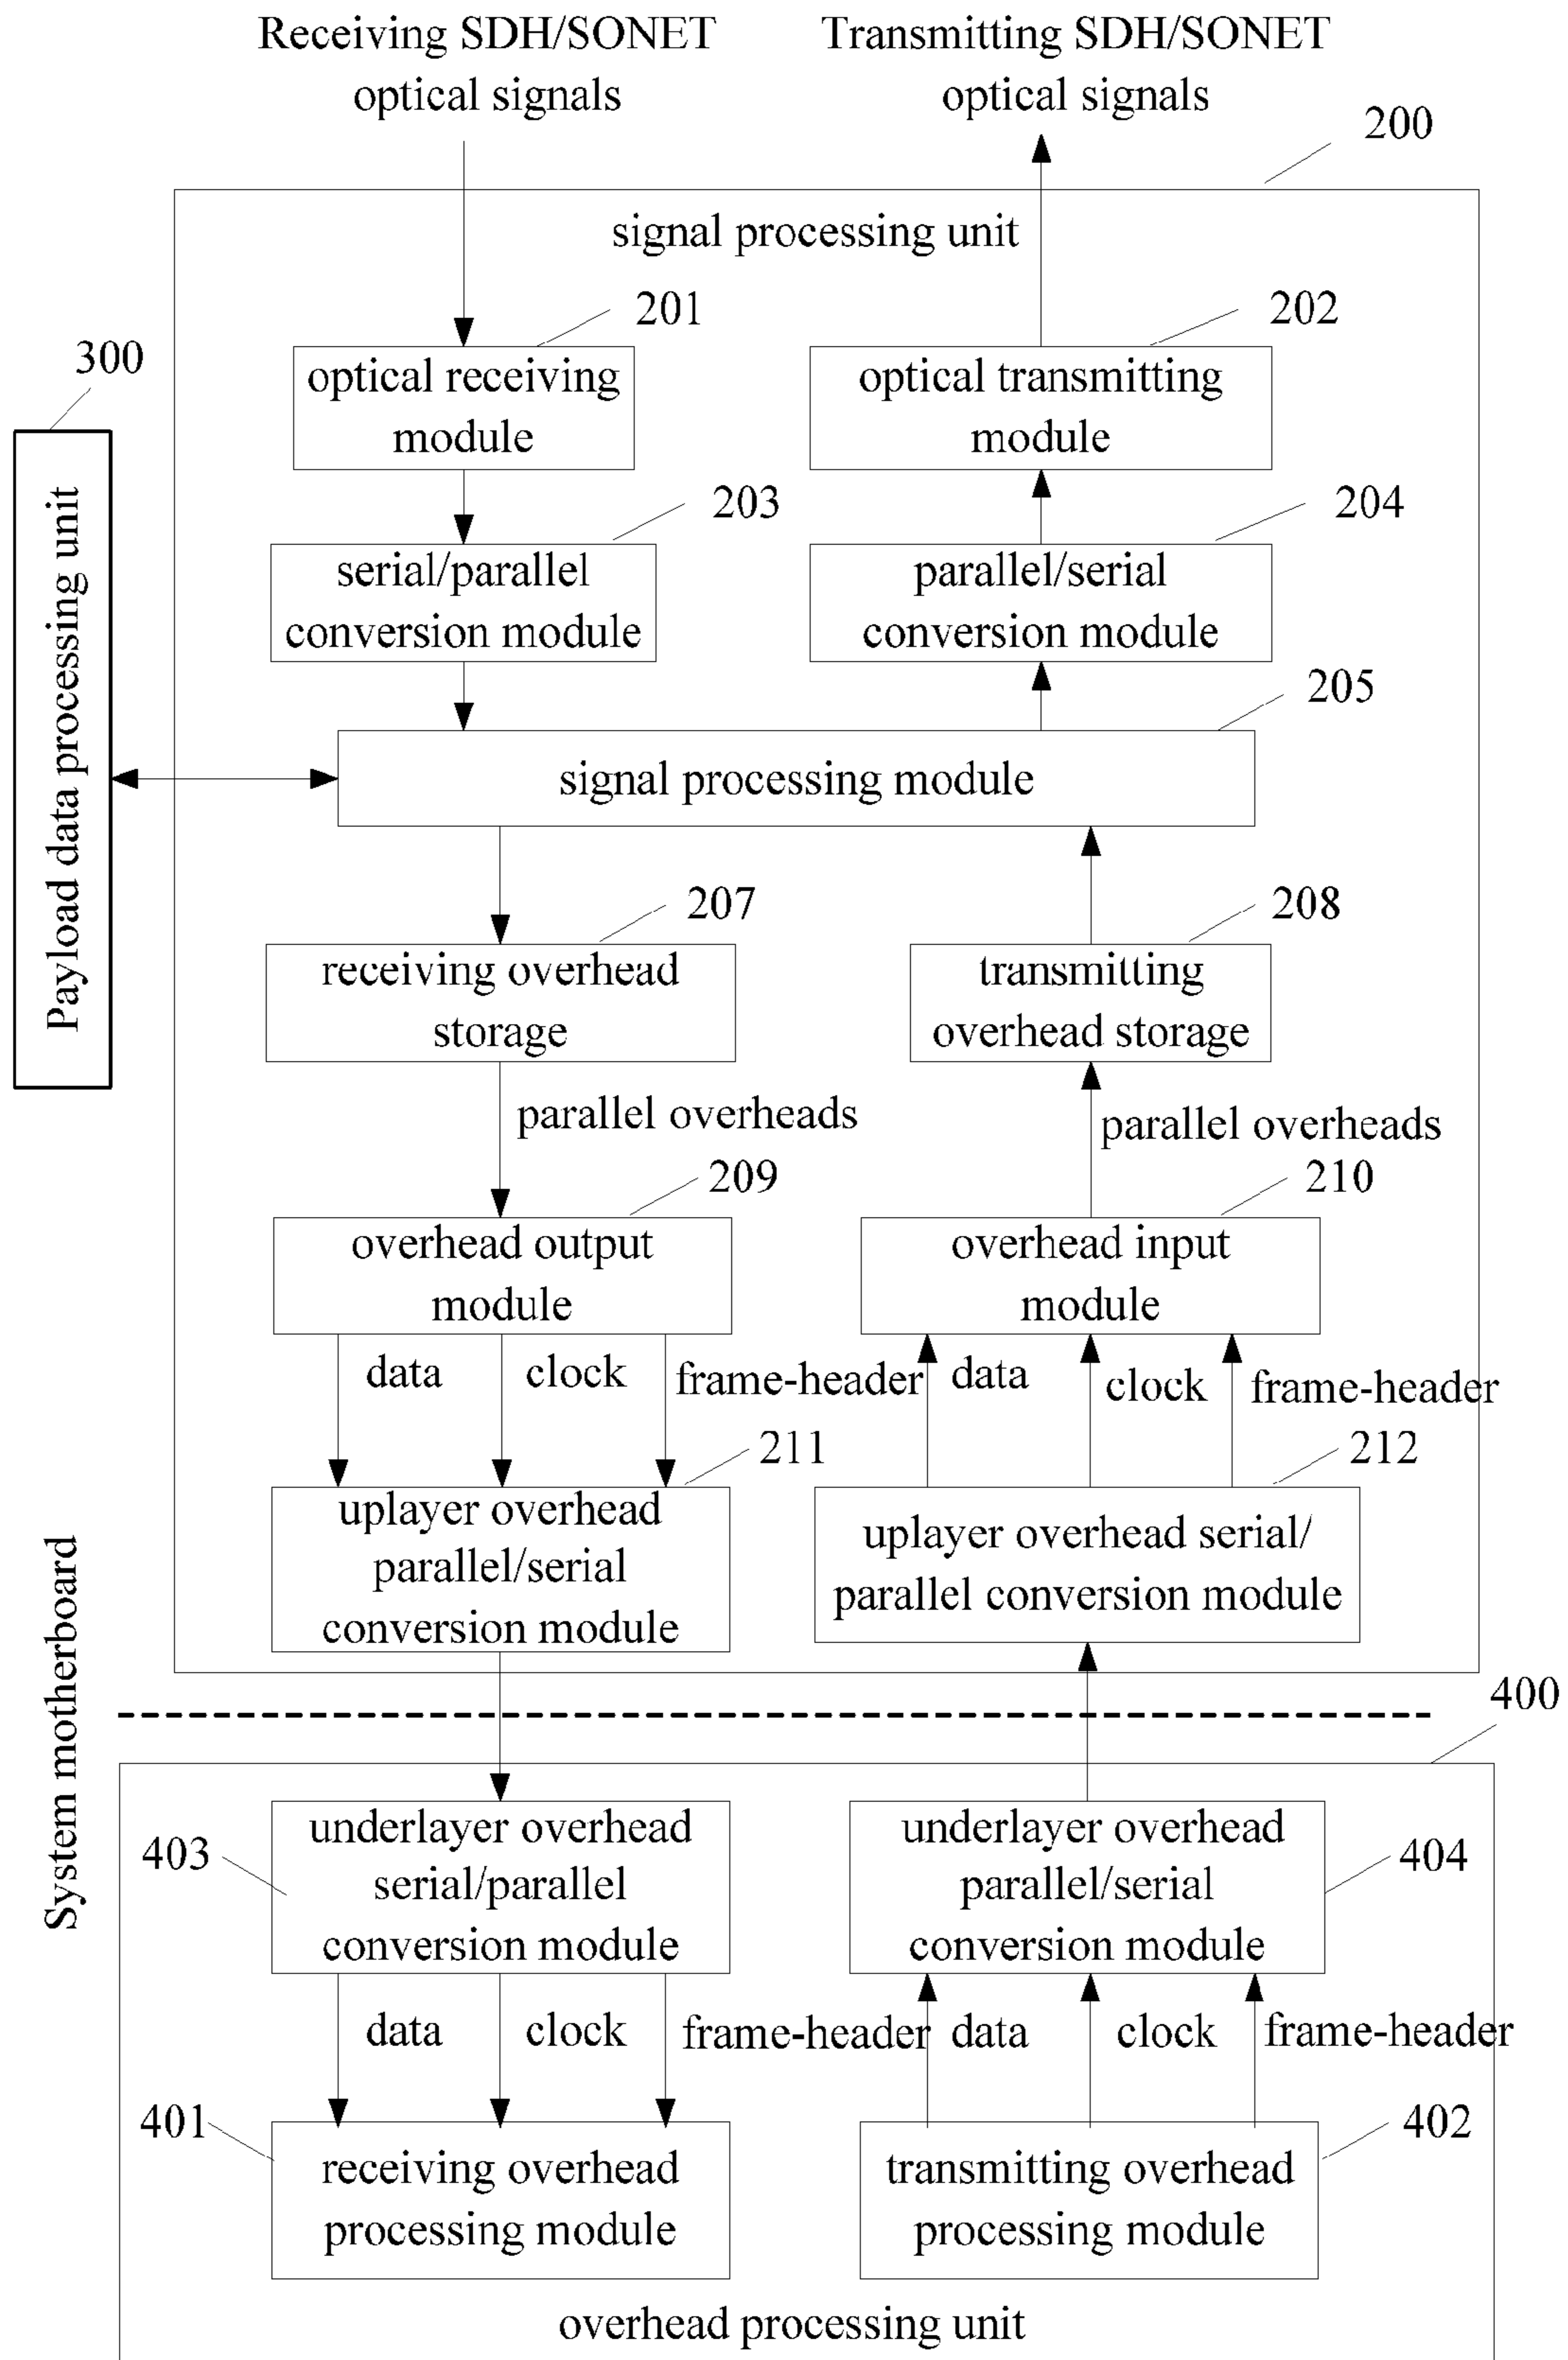 Receiving SDH/SONET
optical signals
Transmitting SDH/SONET
optical signals
200
signal processing unit
201
optical receiving
module
202
optical transmitting
module
300
Payload data processing unit
203
serial/parallel
conversion module
204
parallel/serial
conversion module
205
signal processing module
207
receiving overhead
storage
208
transmitting
overhead storage
parallel overheads
parallel overheads
209
overhead output
module
210
overhead input
module
data
clock
frame-header
data
clock
frame-header
211
uplayer overhead
parallel/serial
conversion module
212
uplayer overhead serial/
parallel conversion module
System motherboard
400
403
underlayer overhead
serial/parallel
conversion module
404
underlayer overhead
parallel/serial
conversion module
data
clock
frame-header
data
clock
frame-header
401
receiving overhead
processing module
402
transmitting overhead
processing module
overhead processing unit